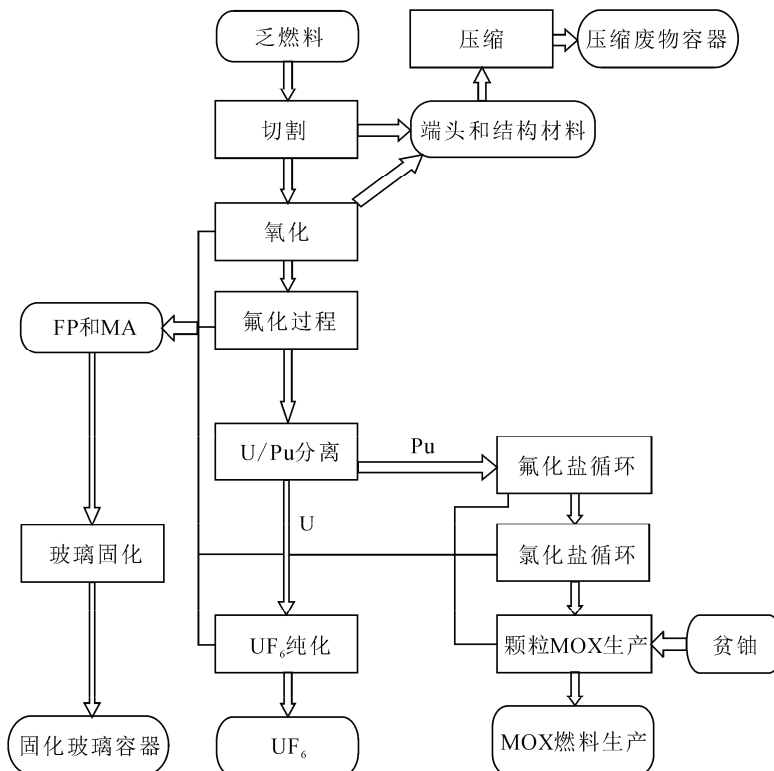 乏燃料
压缩
压缩废物容器
切割
端头和结构材料
氧化
FP和MA
氟化过程
U/Pu分离
Pu
氟化盐循环
U
玻璃固化
氯化盐循环
UF₆纯化
颗粒MOX生产
贫铀
固化玻璃容器
UF₆
MOX燃料生产